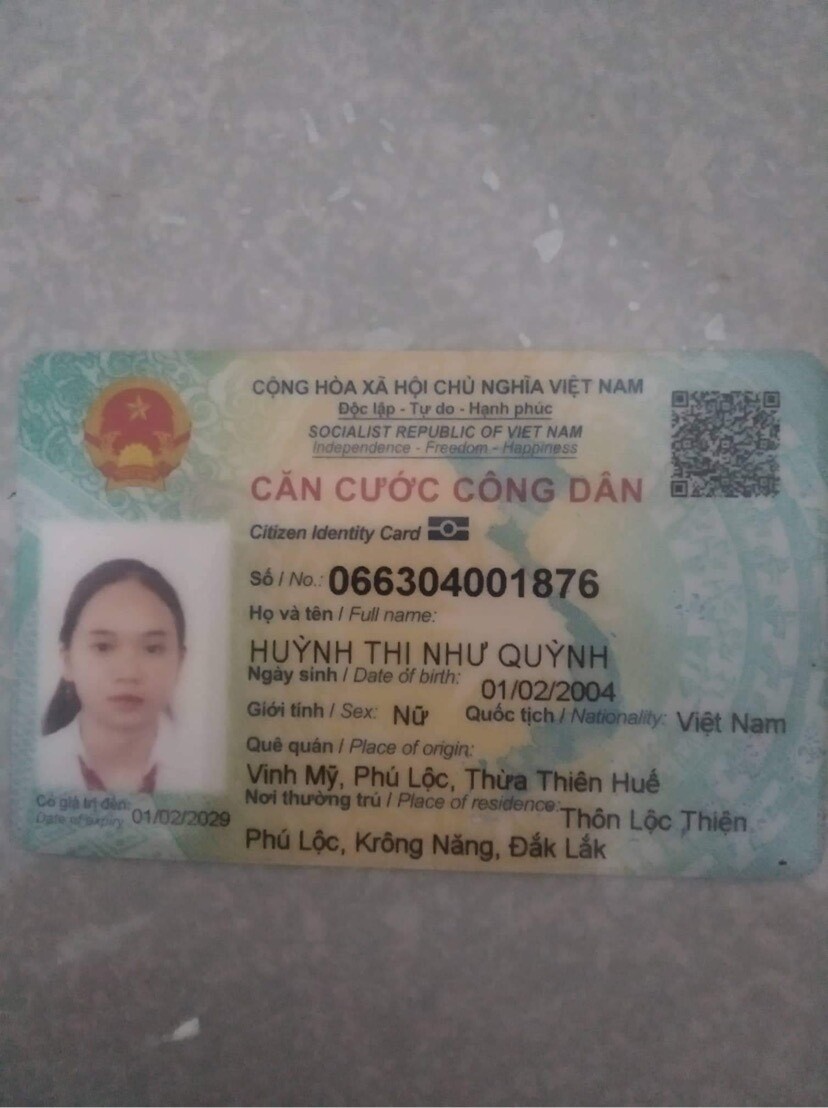 CỘNG HÒA XÃ HỘI CHỦ NGHĨA VIỆT NAM
Độc lập - Tự do - Hạnh phúc
SOCIALIST REPUBLIC OF VIET NAM
Independence - Freedom - Happiness
CĂN CƯỚC CÔNG DÂN
Citizen Identity Card
Số / No.: 066304001876
Họ và tên / Full name:
HUỲNH THỊ NHƯ QUỲNH
Ngày sinh / Date of birth: 01/02/2004
Giới tính / Sex: Nữ Quốc tịch / Nationality: Việt Nam
Quê quán / Place of origin:
Vinh Mỹ, Phú Lộc, Thừa Thiên Huế
Nơi thường trú / Place of residence: Thôn Lộc Thiện
Phú Lộc, Krông Năng, Đắk Lắk
Có giá trị đến:
Date of expiry 01/02/2029